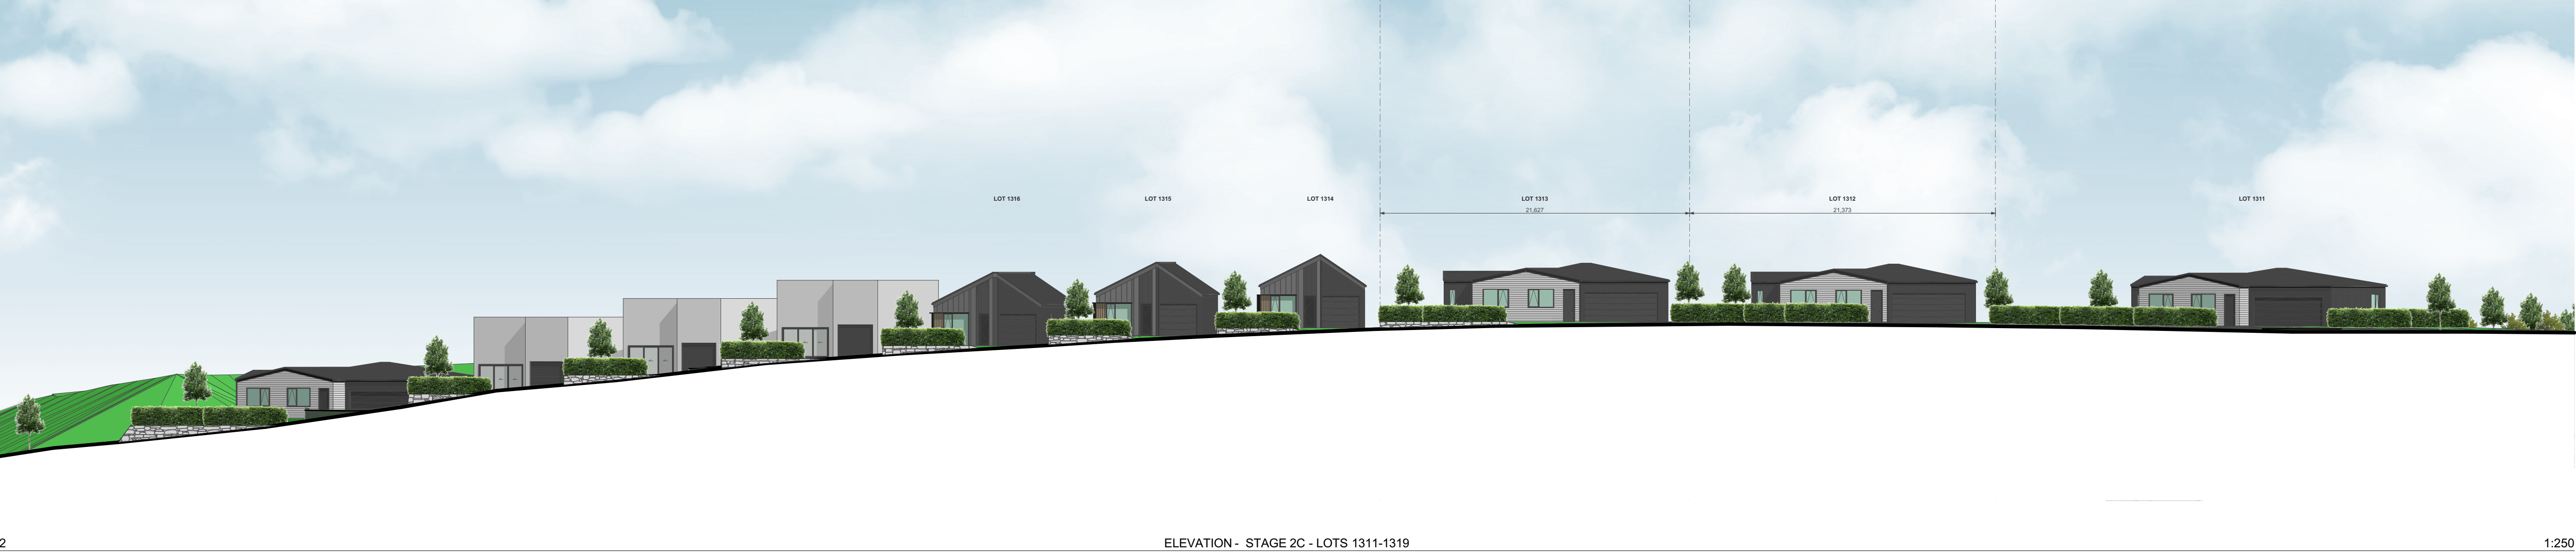 LOT 1316 LOT 1315 LOT 1314 LOT 1313 LOT 1312 LOT 1311
21,627 21,373
2 ELEVATION - STAGE 2C - LOTS 1311-1319 1:250